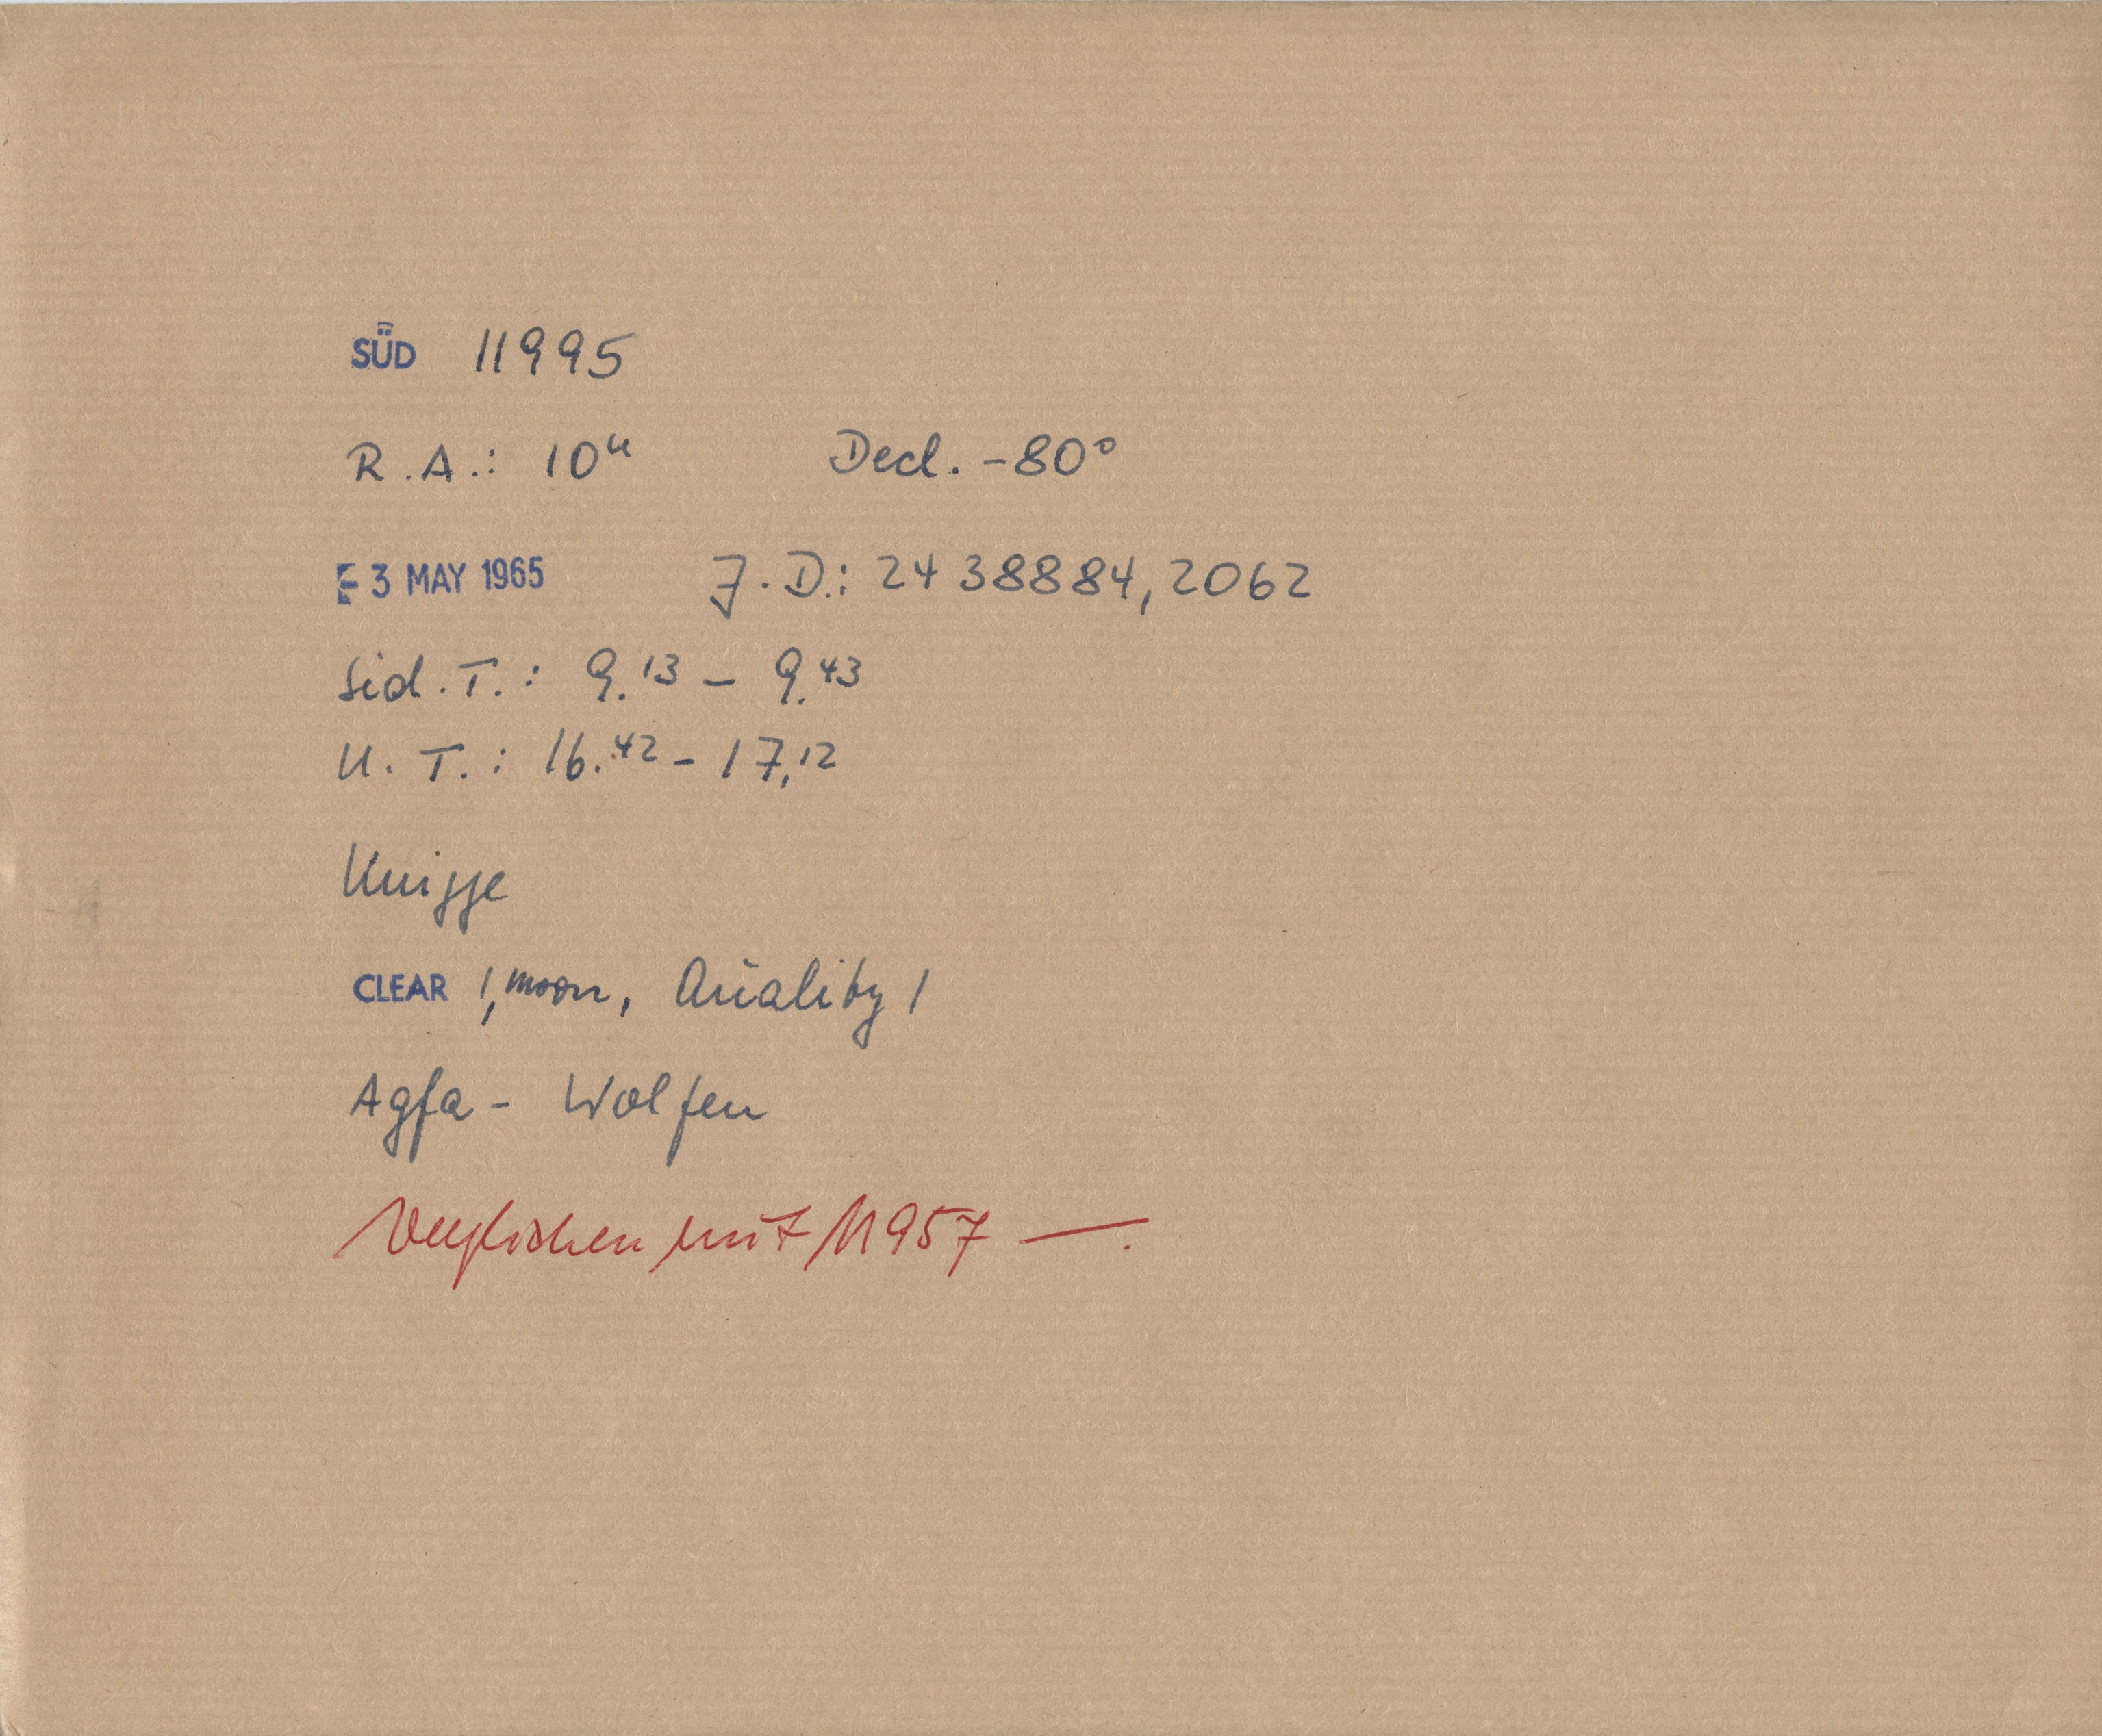 SÜD 11995
R.A.: 10ʰ Decl. -80°
- 3 MAY 1965 J.D.: 2438884,2062
Sid.T.: 9.13 - 9.43
U.T.: 16.42 - 17.12
Knigge
CLEAR 1, moon, Quality 1
Agfa - Wolfen
Verglichen mit 11957 —.